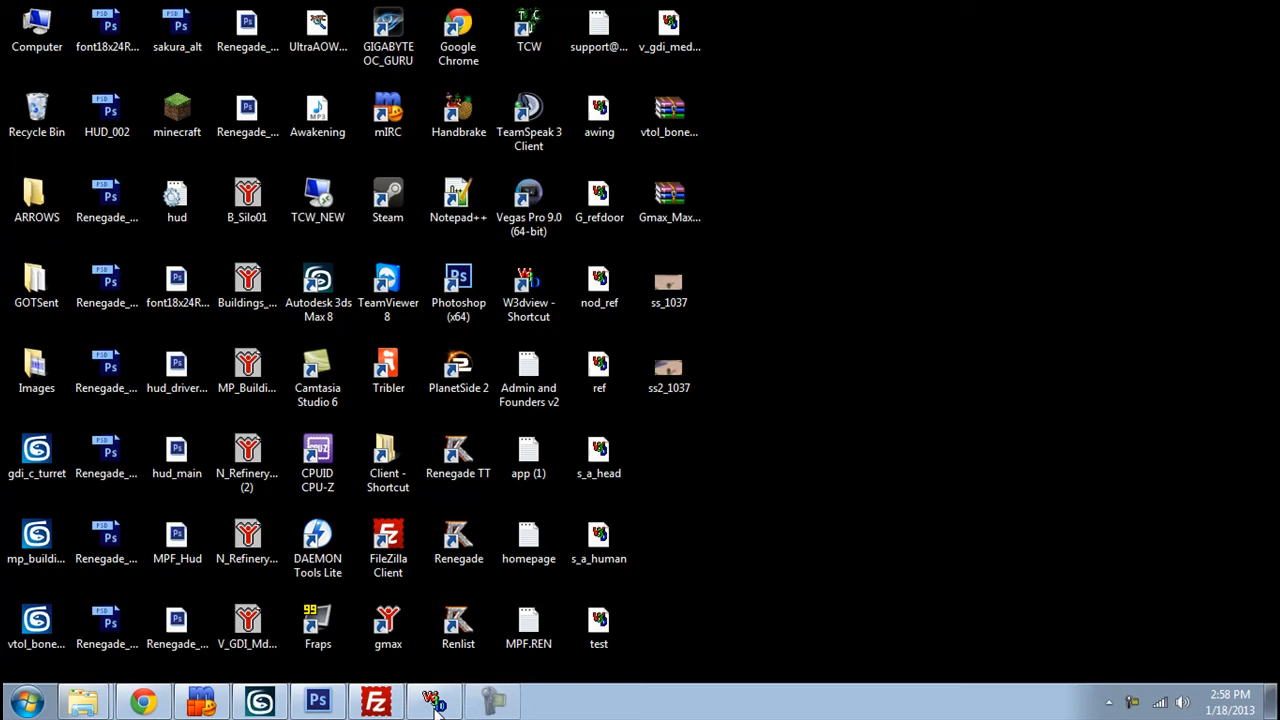 Computer
font18x24R...
sakura_alt
Renegade_...
UltraAOW...
GIGABYTE
OC_GURU
Google
Chrome
TCW
support@...
v_gdi_med...
Recycle Bin
HUD_002
minecraft
Renegade_...
Awakening
mIRC
Handbrake
TeamSpeak 3
Client
awing
vtol_bone...
ARROWS
Renegade_...
hud
B_Silo01
TCW_NEW
Steam
Notepad++
Vegas Pro 9.0
(64-bit)
G_refdoor
Gmax_Max...
GOTSent
Renegade_...
font18x24R...
Buildings_...
Autodesk 3ds
Max 8
TeamViewer
8
Photoshop
(x64)
W3dview -
Shortcut
nod_ref
ss_1037
Images
Renegade_...
hud_driver...
MP_Buildi...
Camtasia
Studio 6
Tribler
PlanetSide 2
Admin and
Founders v2
ref
ss2_1037
gdi_c_turret
Renegade_...
hud_main
N_Refinery...
(2)
CPUID
CPU-Z
Client -
Shortcut
Renegade TT
app (1)
s_a_head
mp_buildi...
Renegade_...
MPF_Hud
N_Refinery...
DAEMON
Tools Lite
FileZilla
Client
Renegade
homepage
s_a_human
vtol_bone...
Renegade_...
Renegade_...
V_GDI_Md...
99
Fraps
gmax
Renlist
MPF.REN
test
2:58 PM
1/18/2013